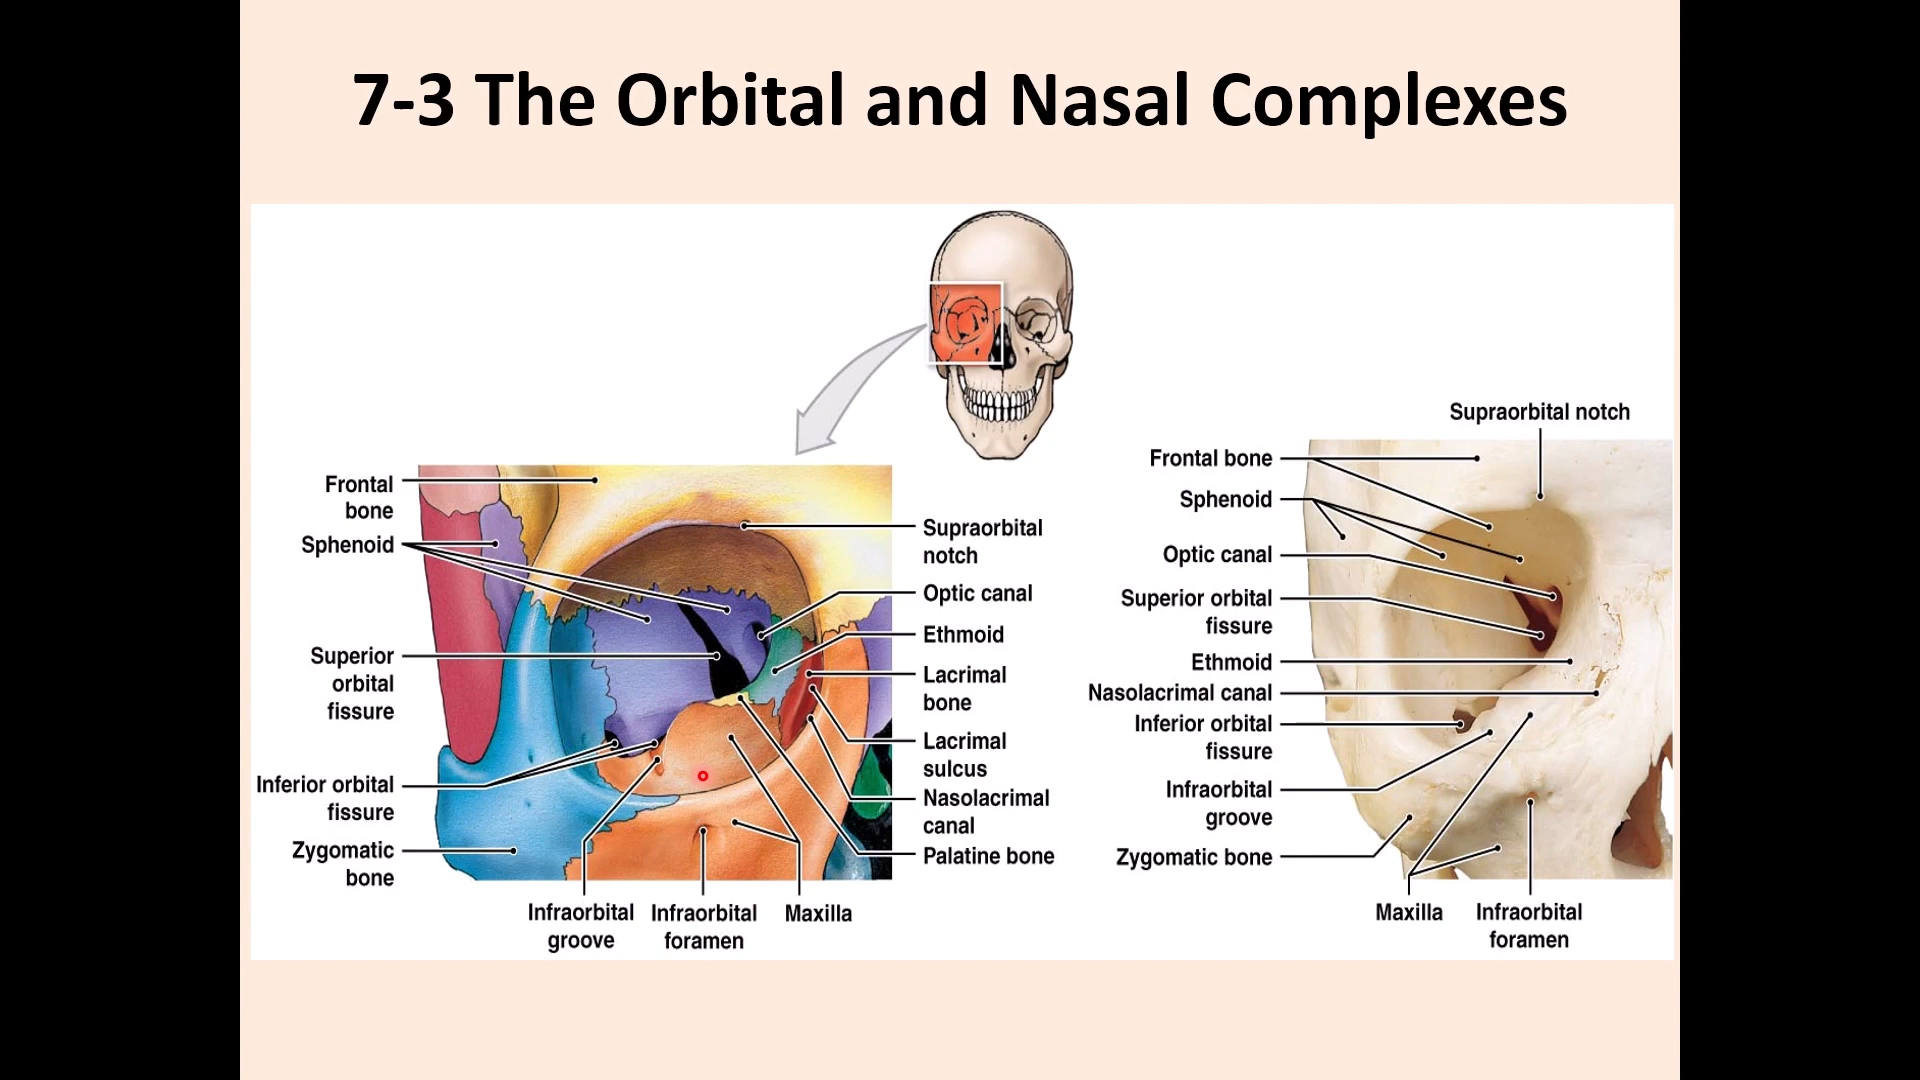 7-3 The Orbital and Nasal Complexes
Frontal
bone
Sphenoid
Superior
orbital
fissure
Inferior orbital
fissure
Zygomatic
bone
Infraorbital
groove
Infraorbital
foramen
Maxilla
Supraorbital
notch
Optic canal
Ethmoid
Lacrimal
bone
Lacrimal
sulcus
Nasolacrimal
canal
Palatine bone
Supraorbital notch
Frontal bone
Sphenoid
Optic canal
Superior orbital
fissure
Ethmoid
Nasolacrimal canal
Inferior orbital
fissure
Infraorbital
groove
Zygomatic bone
Maxilla
Infraorbital
foramen